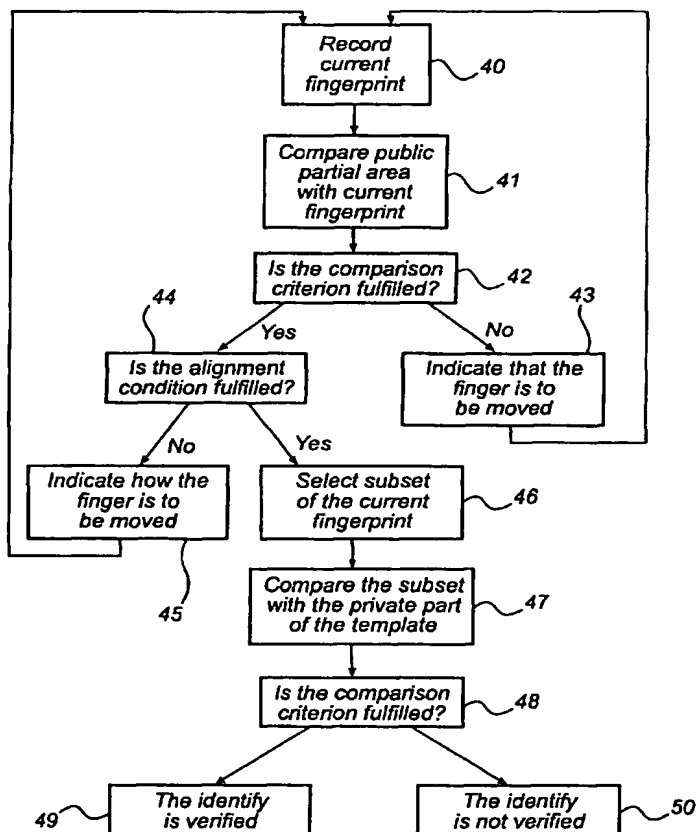 Record
current
fingerprint
40
Compare public
partial area
with current
fingerprint
41
Is the comparison
criterion fulfilled?
42
44
43
Yes
No
Is the alignment
condition fulfilled?
Indicate that the
finger is to
be moved
No
Yes
Indicate how the
finger is to
be moved
45
Select subset
of the current
fingerprint
46
Compare the subset
with the private part
of the template
47
Is the comparison
criterion fulfilled?
48
49
The identify
is verified
The identify
is not verified
50